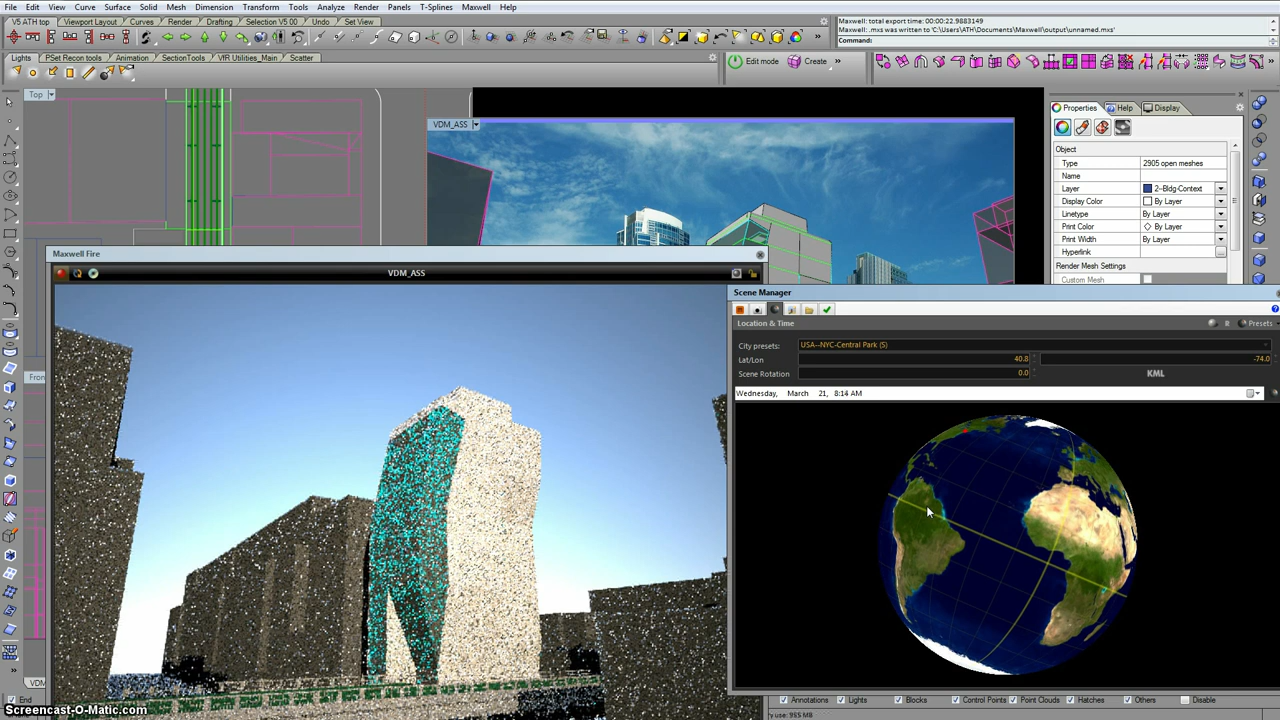 File Edit View Curve Surface Solid Mesh Dimension Transform Tools Analyze Render Panels T-Splines Maxwell Help
Maxwell: total export time: 00:00:22.9883149
Maxwell: .mxs was written to 'C:\Users\ATH\Documents\Maxwell\output\unnamed.mxs'
Command:
V5 ATH top Viewport Layout Curves Render Drafting Selection V5 00 Undo Set View
Lights PSet Recon tools Animation SectionTools VfR Utilities_Main Scatter
Edit mode Create »
Top
VDM_ASS
Properties Help Display
Object
Type 2905 open meshes
Name
Layer 2--Bldg-Context
Display Color By Layer
Linetype By Layer
Print Color By Layer
Print Width By Layer
Hyperlink
Render Mesh Settings
Custom Mesh
Maxwell Fire
VDM_ASS
Scene Manager
Location & Time R Presets
City presets: USA--NYC-Central Park (S)
Lat/Lon 40.8 -74.0
Scene Rotation 0.0 KML
Wednesday, March 21, 8:14 AM
Fron
VDM
End
Annotations Lights Blocks Control Points Point Clouds Hatches Others Disable
Screencast-O-Matic.com
ry use: 955 MB